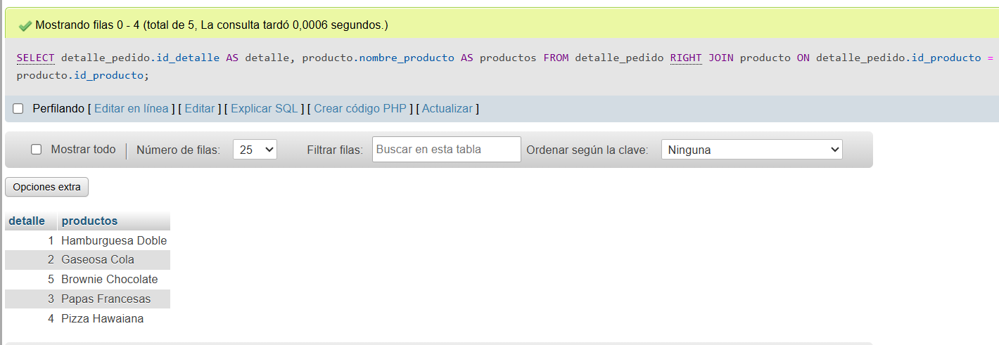 Mostrando filas 0 - 4 (total de 5, La consulta tardó 0,0006 segundos.)
SELECT detalle_pedido.id_detalle AS detalle, producto.nombre_producto AS productos FROM detalle_pedido RIGHT JOIN producto ON detalle_pedido.id_producto =
producto.id_producto;
Perfilando [ Editar en línea ] [ Editar ] [ Explicar SQL ] [ Crear código PHP ] [ Actualizar ]
Mostrar todo | Número de filas: 25 Filtrar filas: Buscar en esta tabla Ordenar según la clave: Ninguna
Opciones extra
detalle productos
1 Hamburguesa Doble
2 Gaseosa Cola
5 Brownie Chocolate
3 Papas Francesas
4 Pizza Hawaiana